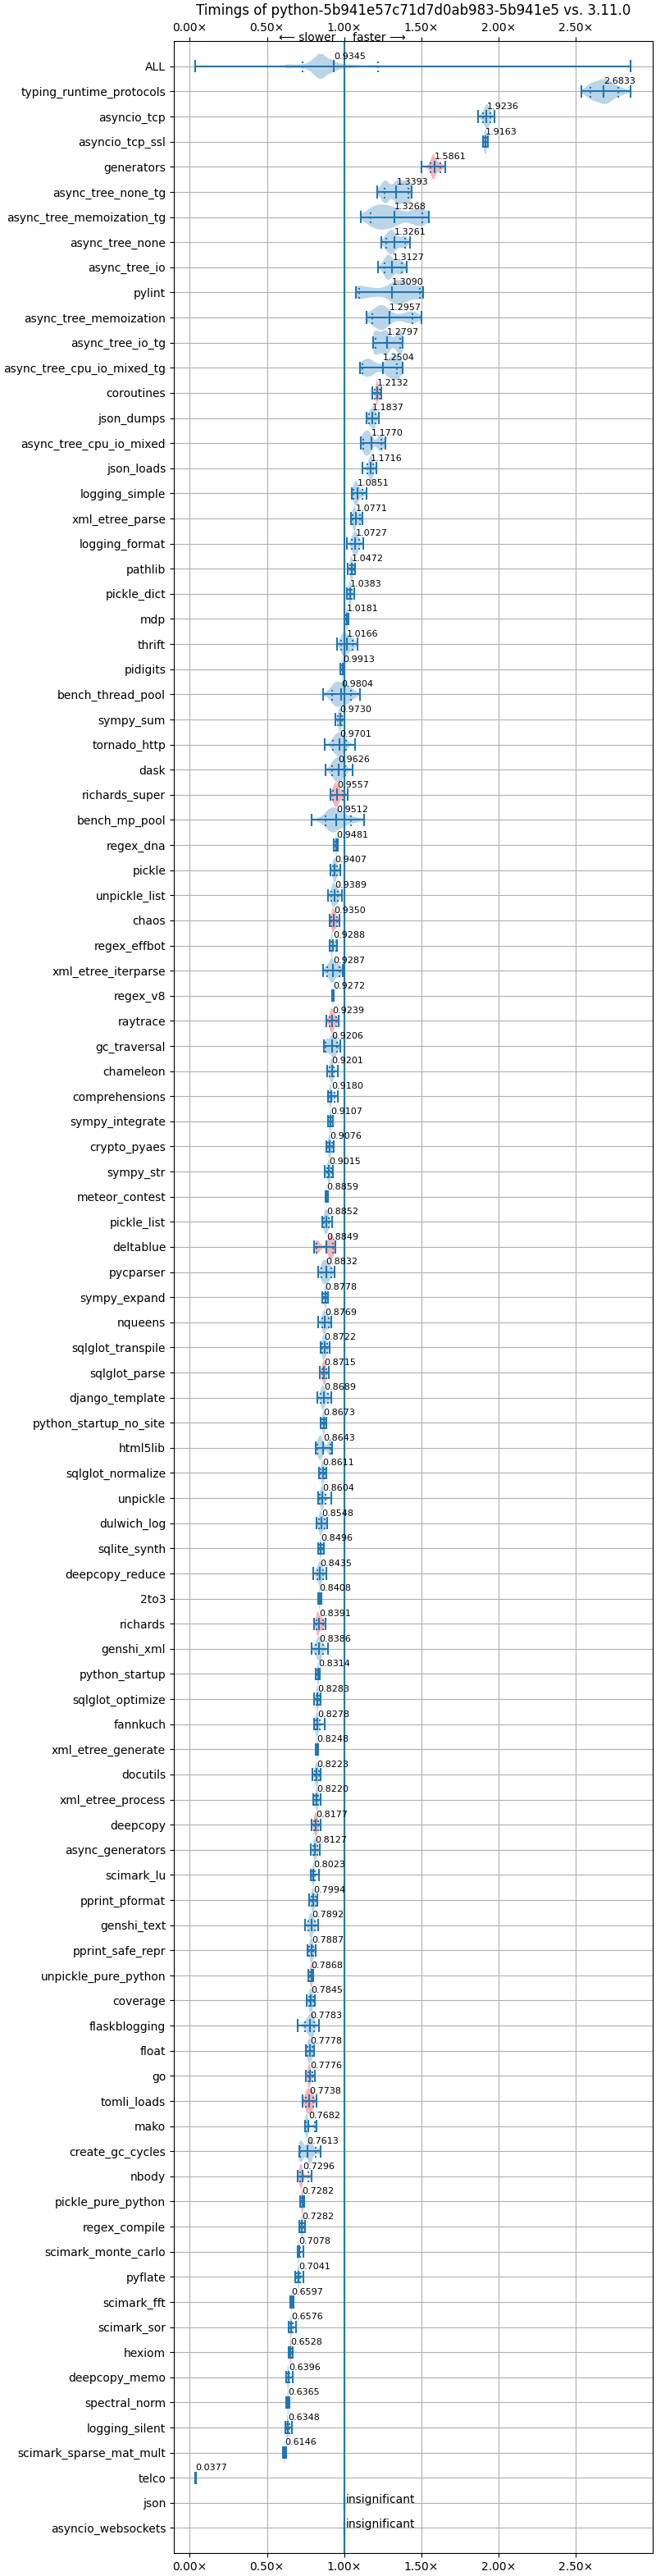 Timings of python-5b941e57c71d7d0ab983-5b941e5 vs. 3.11.0
0.00× 0.50× 1.00× 1.50× 2.00× 2.50×
⟵ slower faster ⟶
ALL 0.9345
typing_runtime_protocols 2.6833
asyncio_tcp 1.9236
asyncio_tcp_ssl 1.9163
generators 1.5861
async_tree_none_tg 1.3393
async_tree_memoization_tg 1.3268
async_tree_none 1.3261
async_tree_io 1.3127
pylint 1.3090
async_tree_memoization 1.2957
async_tree_io_tg 1.2797
async_tree_cpu_io_mixed_tg 1.2504
coroutines 1.2132
json_dumps 1.1837
async_tree_cpu_io_mixed 1.1770
json_loads 1.1716
logging_simple 1.0851
xml_etree_parse 1.0771
logging_format 1.0727
pathlib 1.0472
pickle_dict 1.0383
mdp 1.0181
thrift 1.0166
pidigits 0.9913
bench_thread_pool 0.9804
sympy_sum 0.9730
tornado_http 0.9701
dask 0.9626
richards_super 0.9557
bench_mp_pool 0.9512
regex_dna 0.9481
pickle 0.9407
unpickle_list 0.9389
chaos 0.9350
regex_effbot 0.9288
xml_etree_iterparse 0.9287
regex_v8 0.9272
raytrace 0.9239
gc_traversal 0.9206
chameleon 0.9201
comprehensions 0.9180
sympy_integrate 0.9107
crypto_pyaes 0.9076
sympy_str 0.9015
meteor_contest 0.8859
pickle_list 0.8852
deltablue 0.8849
pycparser 0.8832
sympy_expand 0.8778
nqueens 0.8769
sqlglot_transpile 0.8722
sqlglot_parse 0.8715
django_template 0.8689
python_startup_no_site 0.8673
html5lib 0.8643
sqlglot_normalize 0.8611
unpickle 0.8604
dulwich_log 0.8548
sqlite_synth 0.8496
deepcopy_reduce 0.8435
2to3 0.8408
richards 0.8391
genshi_xml 0.8386
python_startup 0.8314
sqlglot_optimize 0.8283
fannkuch 0.8278
xml_etree_generate 0.8248
docutils 0.8223
xml_etree_process 0.8220
deepcopy 0.8177
async_generators 0.8127
scimark_lu 0.8023
pprint_pformat 0.7994
genshi_text 0.7892
pprint_safe_repr 0.7887
unpickle_pure_python 0.7868
coverage 0.7845
flaskblogging 0.7783
float 0.7778
go 0.7776
tomli_loads 0.7738
mako 0.7682
create_gc_cycles 0.7613
nbody 0.7296
pickle_pure_python 0.7282
regex_compile 0.7282
scimark_monte_carlo 0.7078
pyflate 0.7041
scimark_fft 0.6597
scimark_sor 0.6576
hexiom 0.6528
deepcopy_memo 0.6396
spectral_norm 0.6365
logging_silent 0.6348
scimark_sparse_mat_mult 0.6146
telco 0.0377
json insignificant
asyncio_websockets insignificant
0.00× 0.50× 1.00× 1.50× 2.00× 2.50×